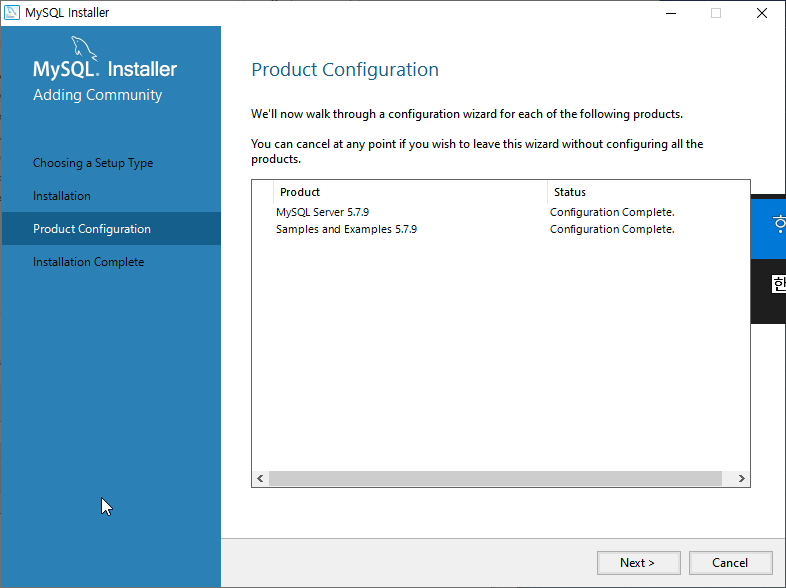 MySQL Installer
MySQL. Installer
Adding Community
Choosing a Setup Type
Installation
Product Configuration
Installation Complete
Product Configuration
We'll now walk through a configuration wizard for each of the following products.
You can cancel at any point if you wish to leave this wizard without configuring all the
products.
Product Status
MySQL Server 5.7.9 Configuration Complete.
Samples and Examples 5.7.9 Configuration Complete.
Next >
Cancel